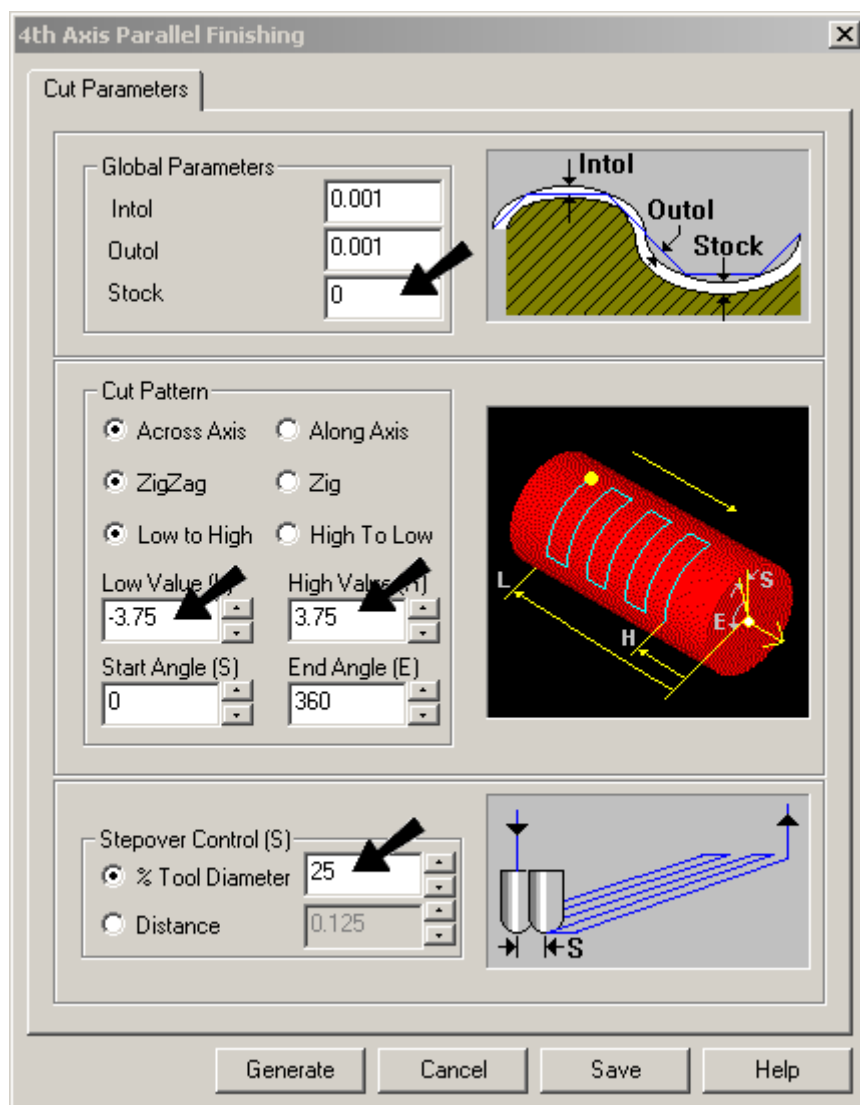 4th Axis Parallel Finishing
Cut Parameters
Global Parameters
Intol 0.001
Outol 0.001
Stock 0
Intol
Outol
Stock
Cut Pattern
Across Axis Along Axis
ZigZag Zig
Low to High High To Low
Low Value High Value
-3.75 3.75
Start Angle (S) End Angle (E)
0 360
L
H
S
E
Stepover Control (S)
% Tool Diameter 25
Distance 0.125
S
Generate Cancel Save Help